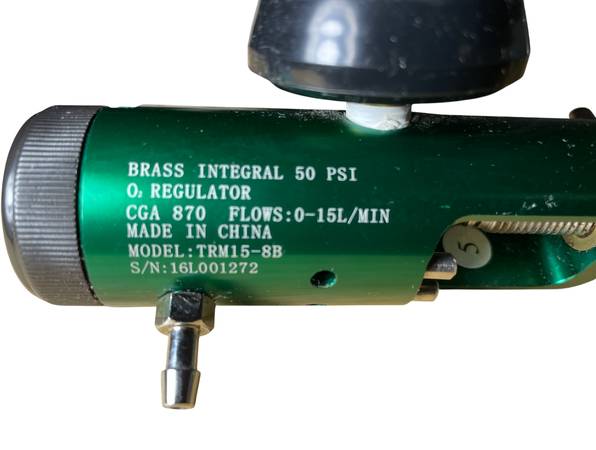 BRASS INTEGRAL 50 PSI
O₂ REGULATOR
CGA 870 FLOWS:0-15L/MIN
MADE IN CHINA
MODEL:TRM15-8B
S/N:16L001272
5